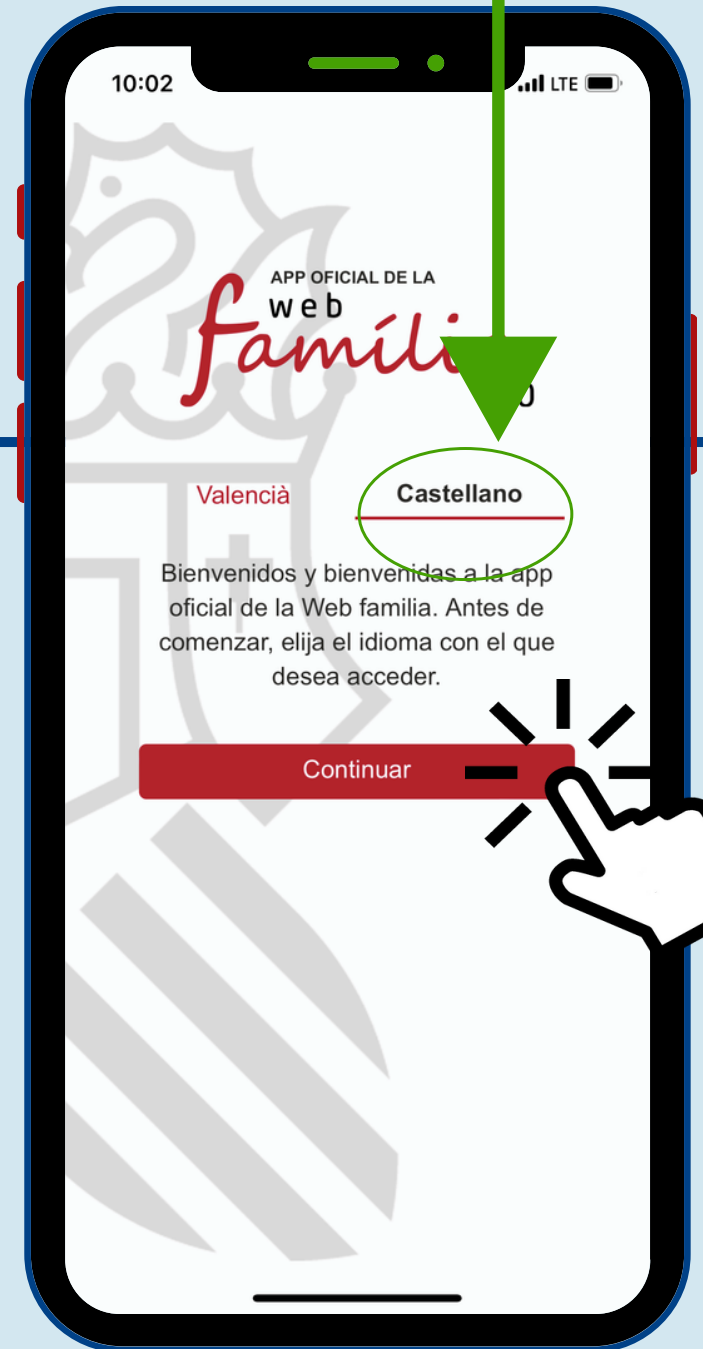 10:02
LTE
APP OFICIAL DE LA
web
Valencià
Castellano
Bienvenidos y bienvenidas a la app
oficial de la Web familia. Antes de
comenzar, elija el idioma con el que
desea acceder.
Continuar